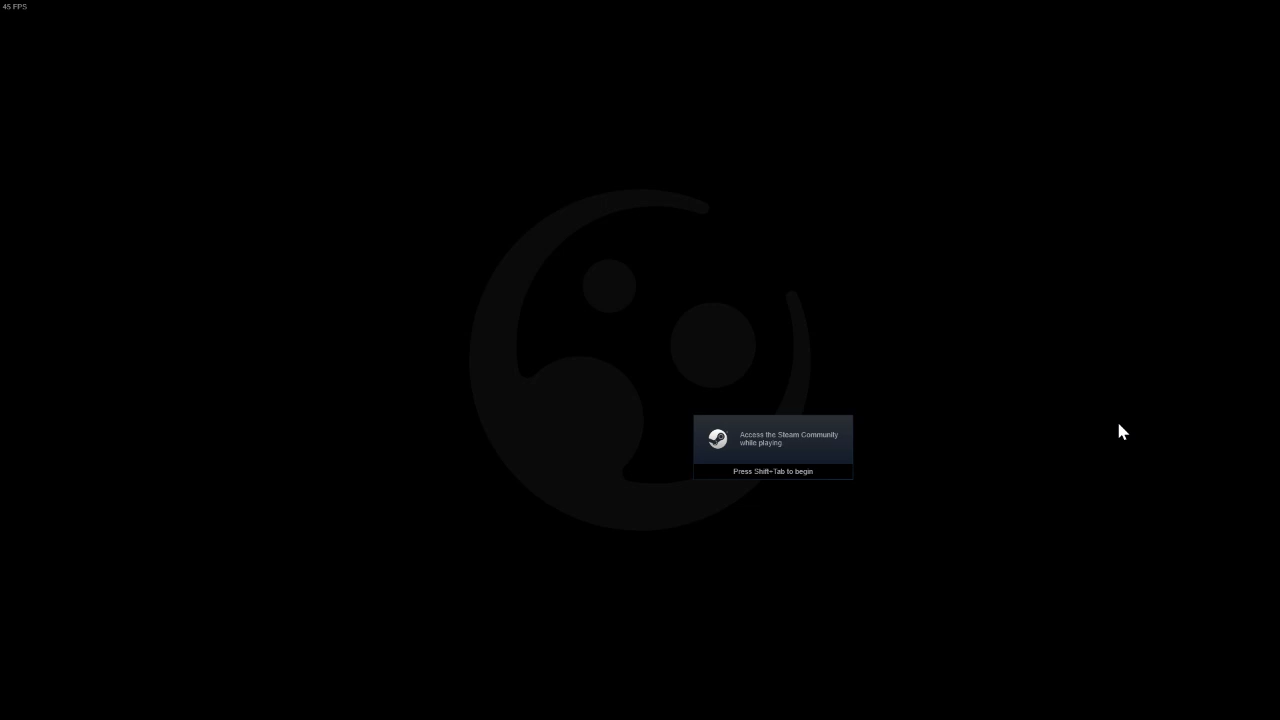 45 FPS
Access the Steam Community
while playing
Press Shift+Tab to begin